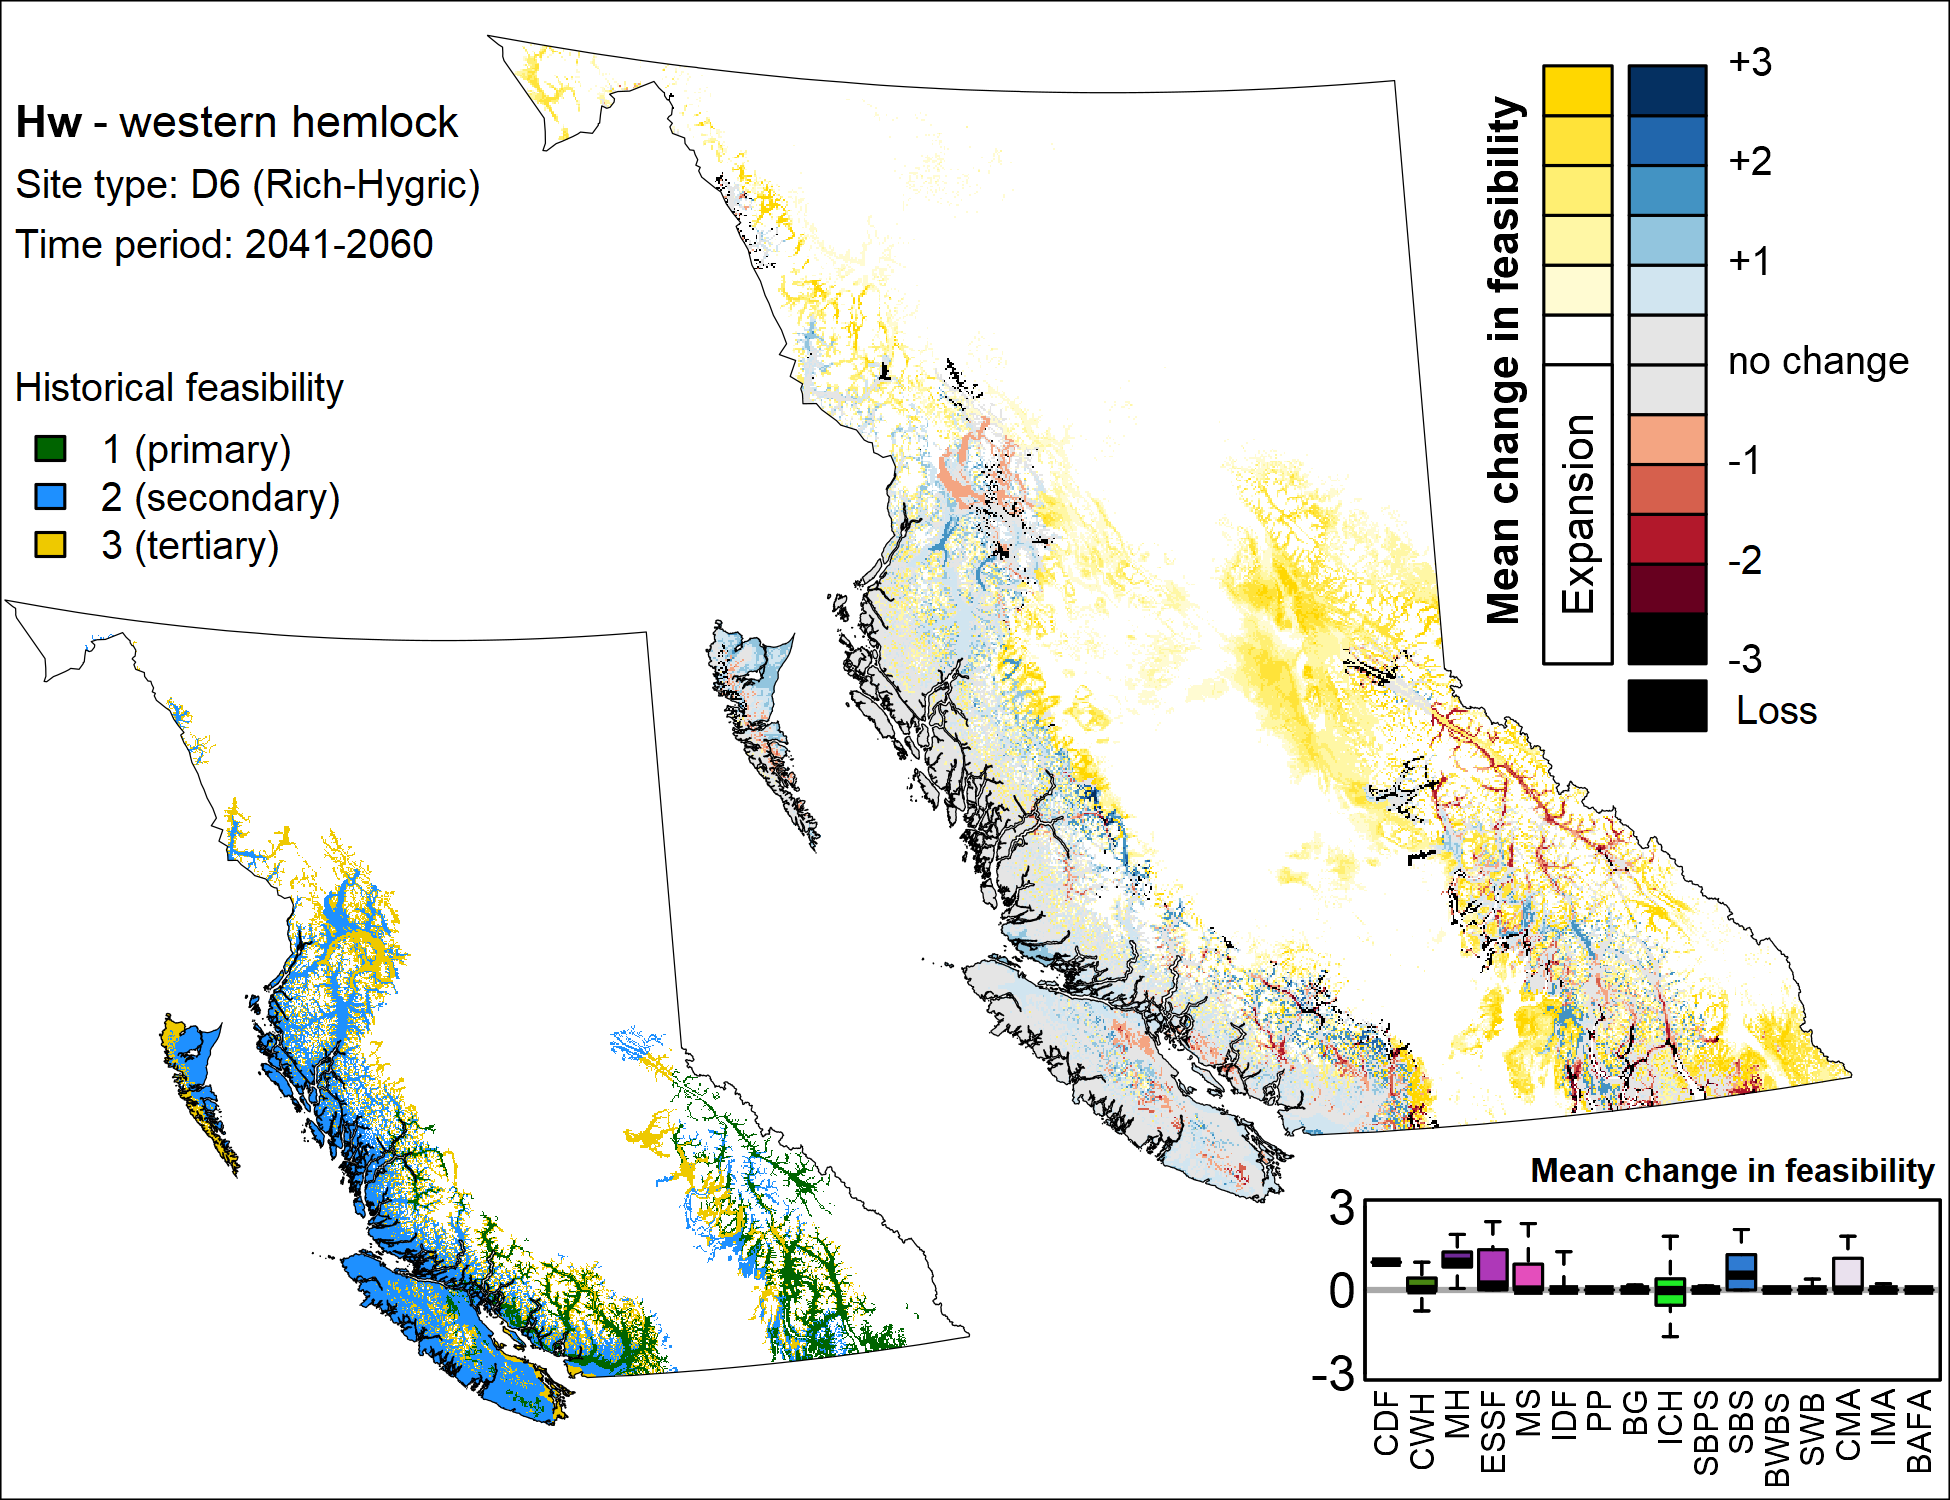 Hw - western hemlock
Site type: D6 (Rich-Hygric)
Time period: 2041-2060
Historical feasibility
1 (primary)
2 (secondary)
3 (tertiary)
Mean change in feasibility
Expansion
+3
+2
+1
no change
-1
-2
-3
Loss
Mean change in feasibility
3
0
-3
CDF
CWH
MH
ESSF
MS
IDF
PP
BG
ICH
SBPS
SBS
BWBS
SWB
CMA
IMA
BAFA